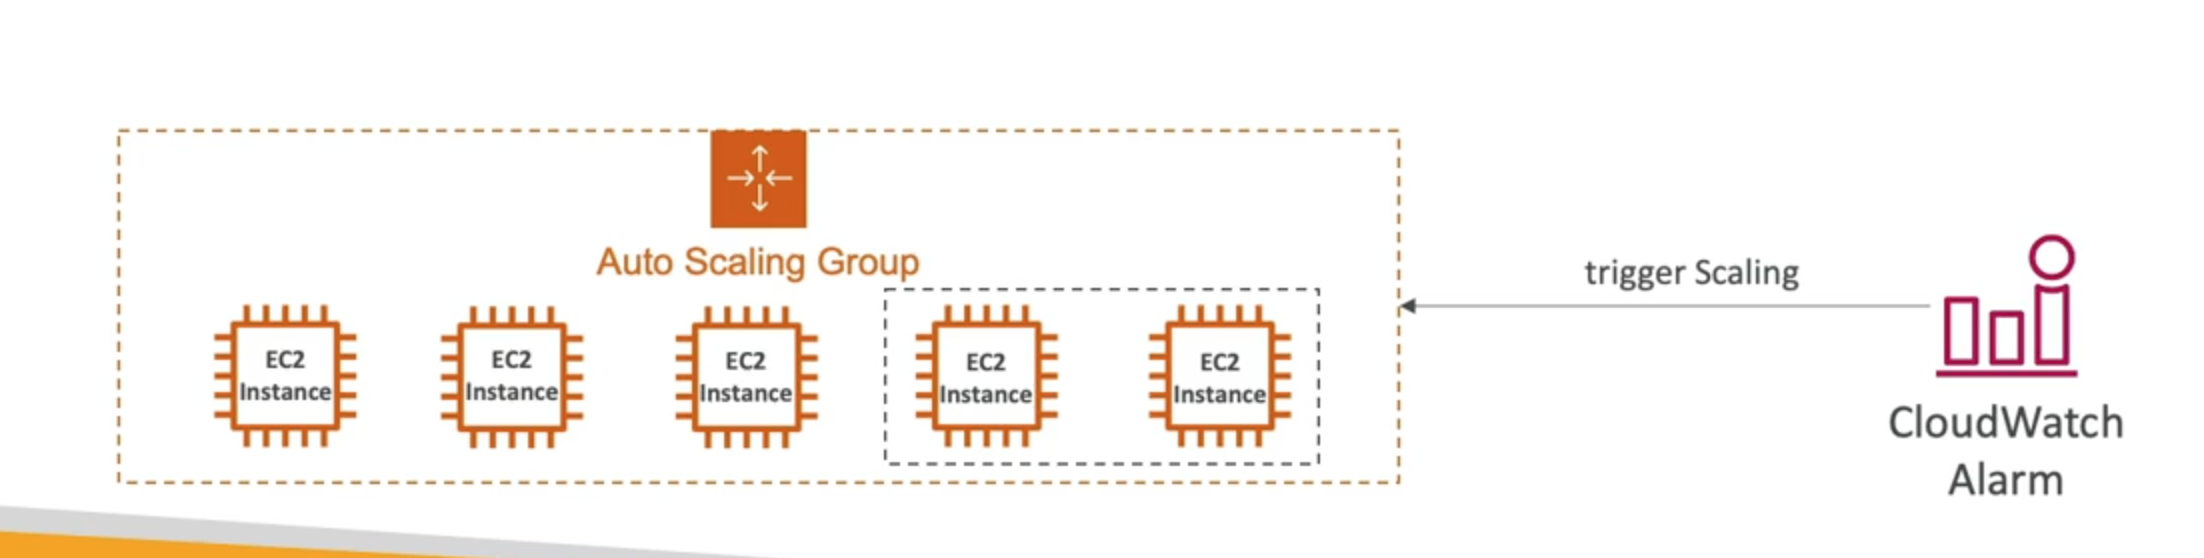 Auto Scaling Group
EC2
Instance
EC2
Instance
EC2
Instance
EC2
Instance
EC2
Instance
trigger Scaling
CloudWatch
Alarm